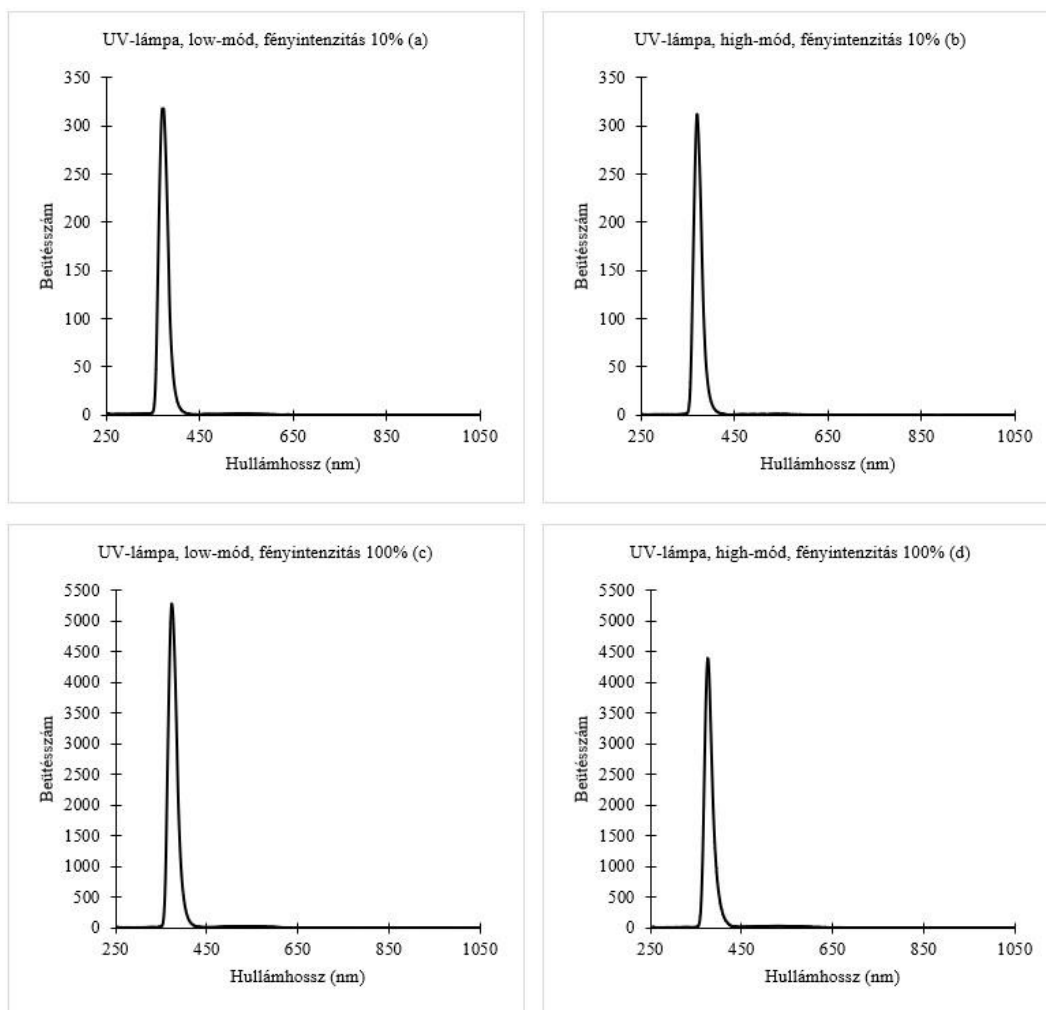 UV-lámpa, low-mód, fényintenzitás 10% (a)
350
300
250
200
150
100
50
0
Beütésszám
250 450 650 850 1050
Hullámhossz (nm)
UV-lámpa, high-mód, fényintenzitás 10% (b)
350
300
250
200
150
100
50
0
Beütésszám
250 450 650 850 1050
Hullámhossz (nm)
UV-lámpa, low-mód, fényintenzitás 100% (c)
5500
5000
4500
4000
3500
3000
2500
2000
1500
1000
500
0
Beütésszám
250 450 650 850 1050
Hullámhossz (nm)
UV-lámpa, high-mód, fényintenzitás 100% (d)
5500
5000
4500
4000
3500
3000
2500
2000
1500
1000
500
0
Beütésszám
250 450 650 850 1050
Hullámhossz (nm)